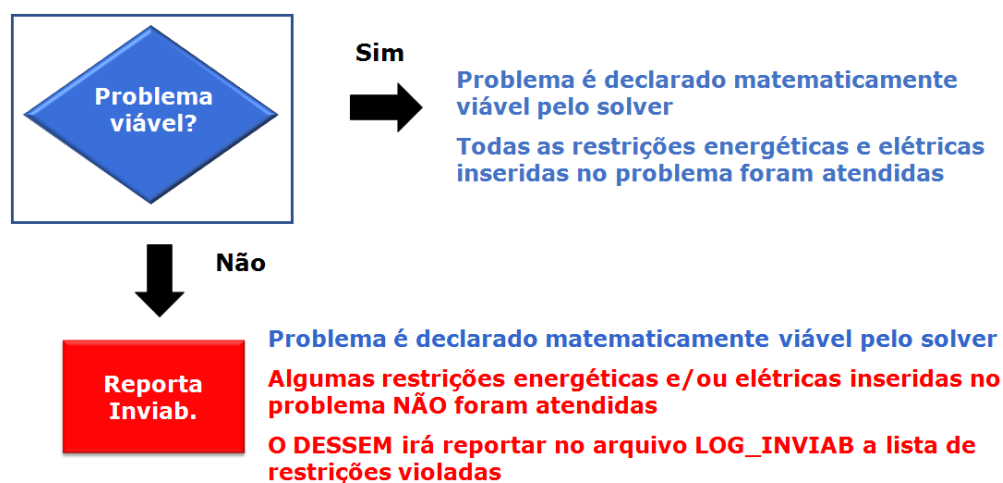 Problema
viável?
Sim
Problema é declarado matematicamente
viável pelo solver
Todas as restrições energéticas e elétricas
inseridas no problema foram atendidas
Não
Reporta
Inviab.
Problema é declarado matematicamente viável pelo solver
Algumas restrições energéticas e/ou elétricas inseridas no
problema NÃO foram atendidas
O DESSEM irá reportar no arquivo LOG_INVIAB a lista de
restrições violadas